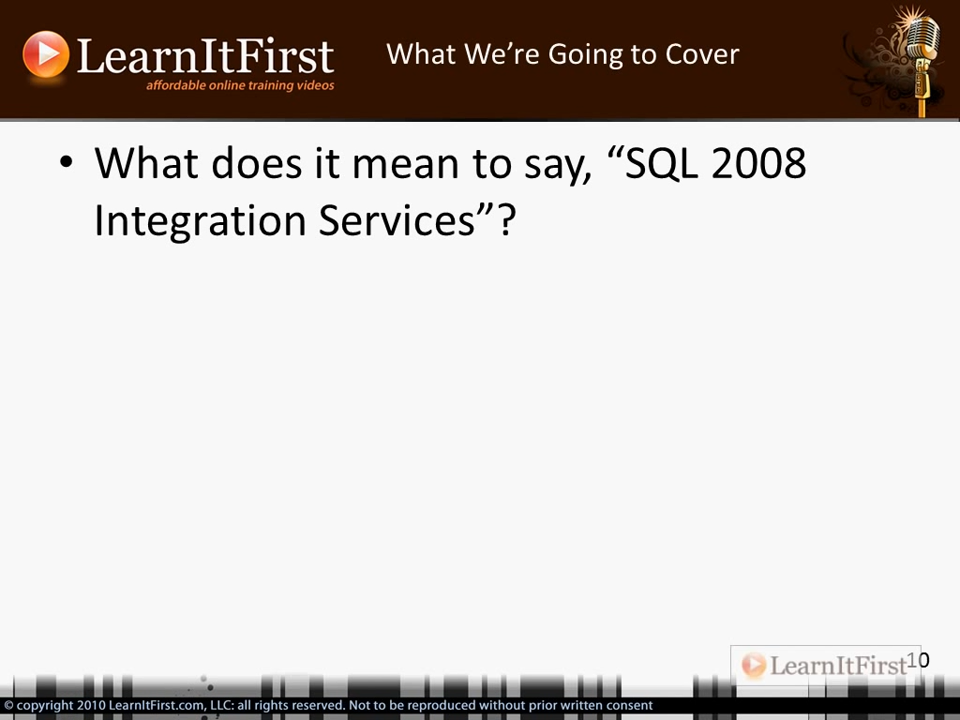 LearnItFirst
affordable online training videos
What We’re Going to Cover
• What does it mean to say, “SQL 2008
Integration Services”?
LearnItFirst
10
© copyright 2010 LearnItFirst.com, LLC: all rights reserved. Not to be reproduced without prior written consent